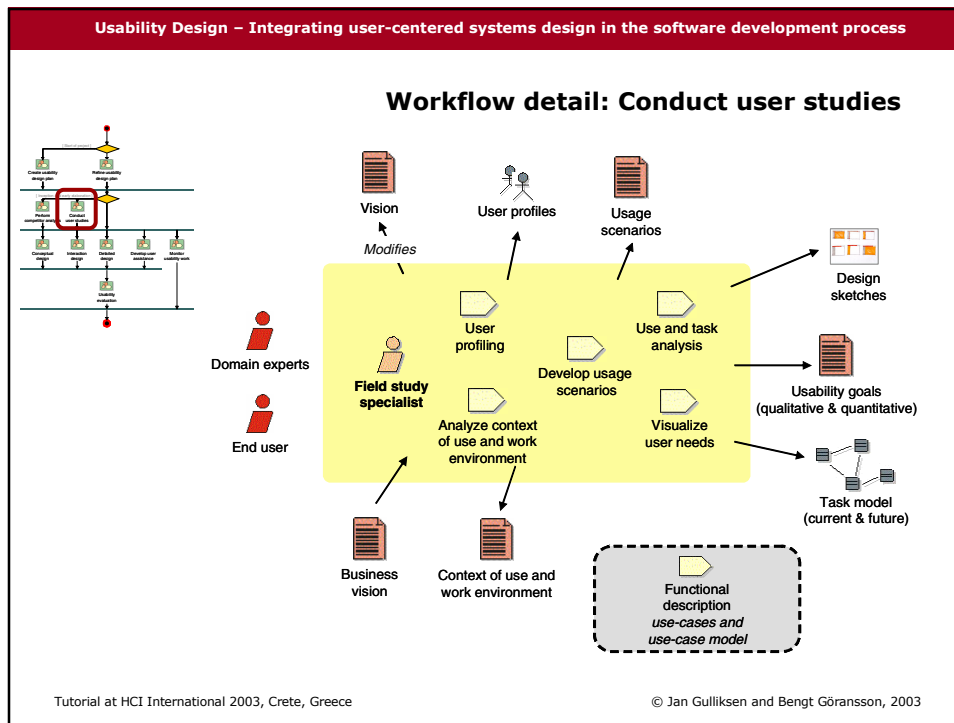 Usability Design – Integrating user-centered systems design in the software development process
Workflow detail: Conduct user studies
Create usability
design plan
Refine usability
design plan
Perform
competitor
Conduct
user studies
Conceptual
design
Interaction
design
Detailed
design
Develop user
assistance
Monitor
usability work
Usability
evaluation
Vision
Modifies
User profiles
Usage
scenarios
Design
sketches
Domain experts
End user
Field study
specialist
User
profiling
Use and task
analysis
Develop usage
scenarios
Analyze context
of use and work
environment
Visualize
user needs
Usability goals
(qualitative & quantitative)
Task model
(current & future)
Business
vision
Context of use and
work environment
Functional
description
use-cases and
use-case model
Tutorial at HCI International 2003, Crete, Greece
© Jan Gulliksen and Bengt Göransson, 2003